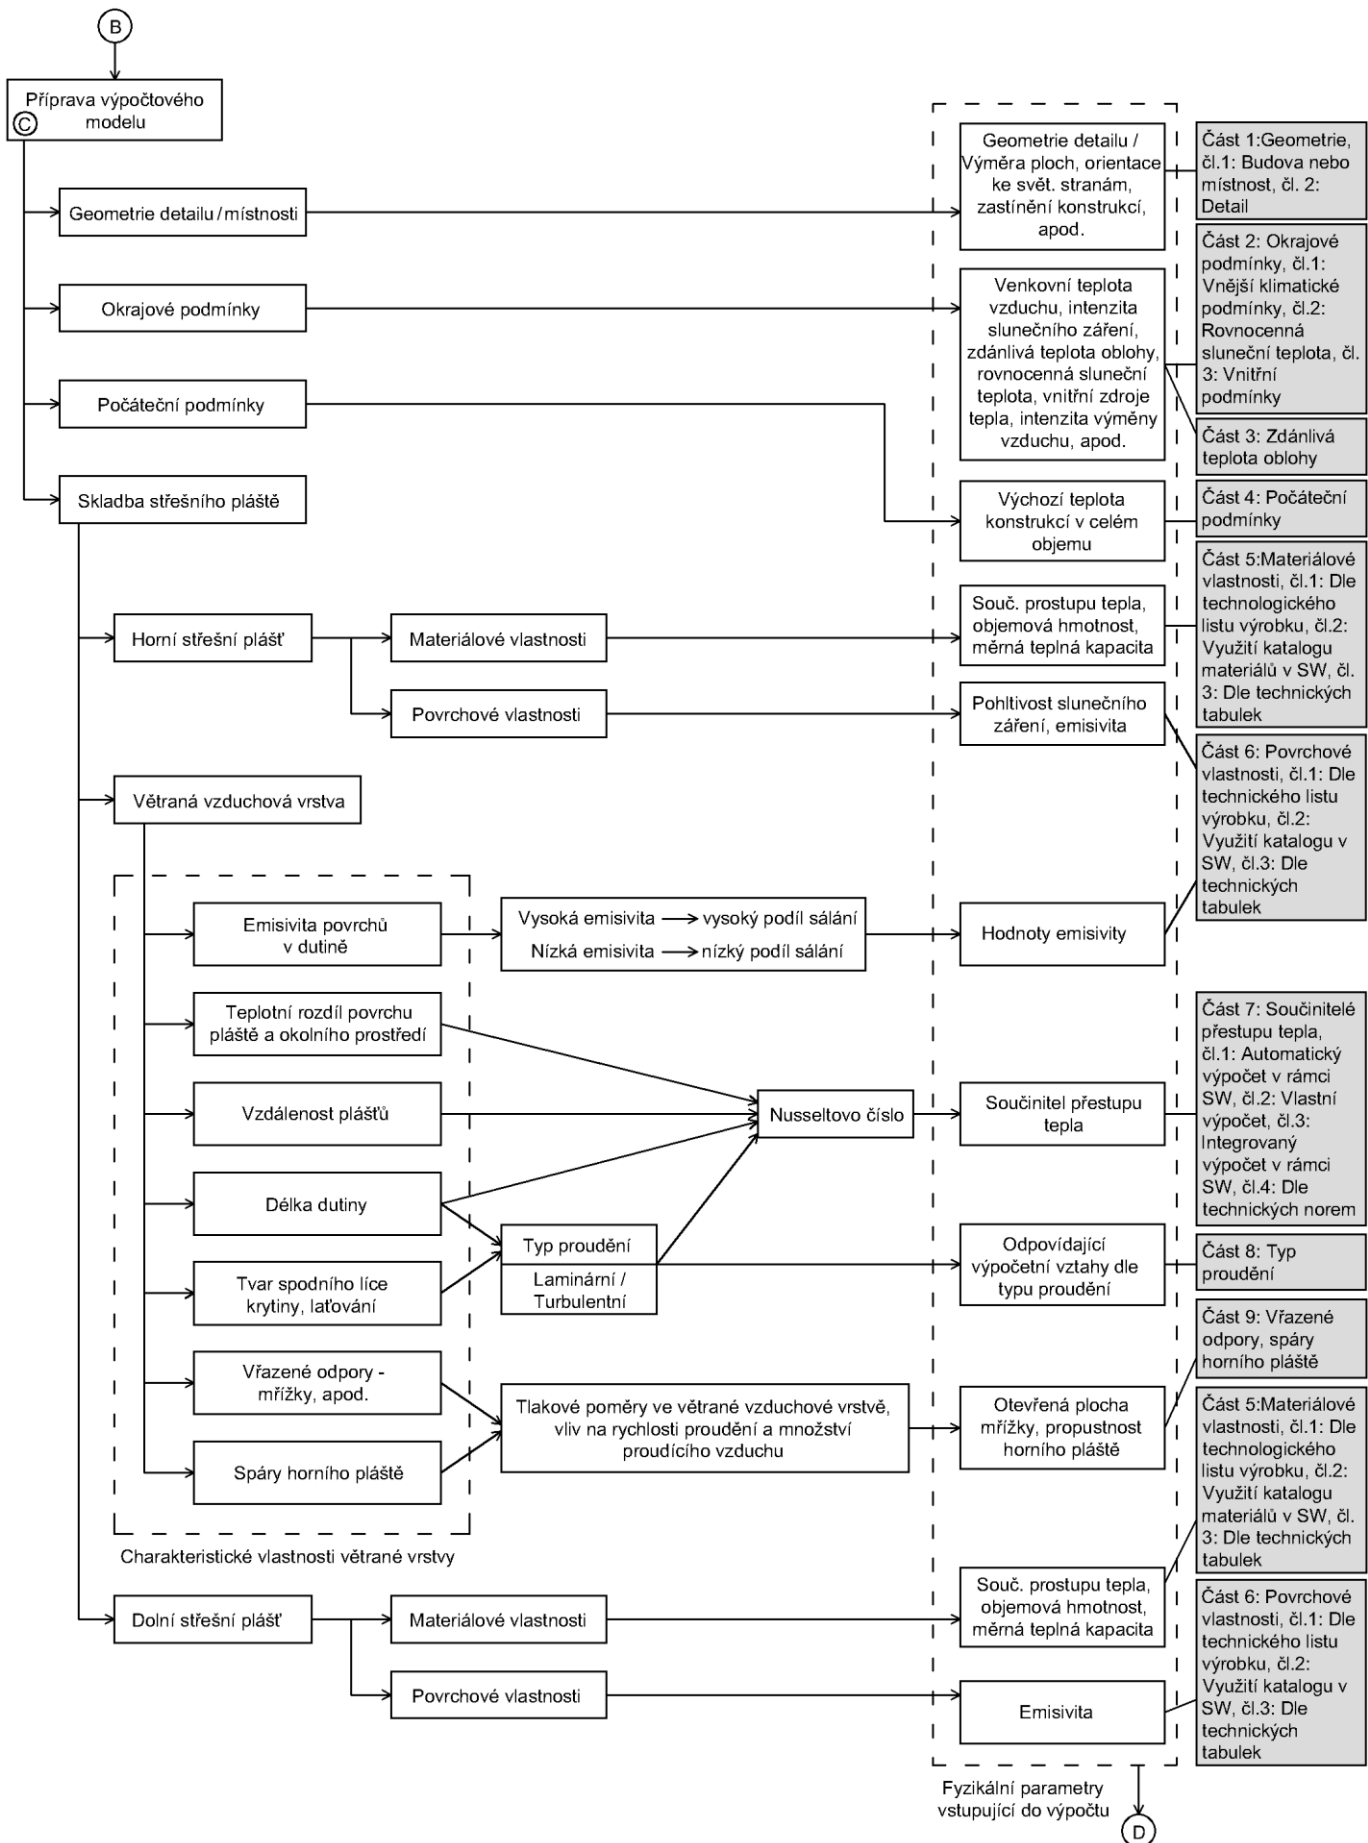 B
Příprava výpočtového
modelu
C
Geometrie detailu / místnosti
Geometrie detail­u /
Výměra ploch, orientace
ke svět. stranám,
zastínění konstrukcí,
apod.
Část 1:Geometrie,
čl.1: Budova nebo
místnost, čl. 2:
Detail
Okrajové podmínky
Venkovní teplota
vzduchu, intenzita
slunečního záření,
zdánlivá teplota oblohy,
rovnocenná sluneční
teplota, vnitřní zdroje
tepla, intenzita výměny
vzduchu, apod.
Část 2: Okrajové
podmínky, čl.1:
Vnější klimatické
podmínky, čl.2:
Rovnocenná
sluneční teplota, čl.
3: Vnitřní
podmínky
Část 3: Zdánlivá
teplota oblohy
Počáteční podmínky
Výchozí teplota
konstrukcí v celém
objemu
Část 4: Počáteční
podmínky
Skladba střešního pláště
Horní střešní plášť
Materiálové vlastnosti
Souč. prostupu tepla,
objemová hmotnost,
měrná teplná kapacita
Část 5:Materiálové
vlastnosti, čl.1: Dle
technologického
listu výrobku, čl.2:
Využití katalogu
materiálů v SW, čl.
3: Dle technických
tabulek
Povrchové vlastnosti
Pohltivost slunečního
záření, emisivita
Část 6: Povrchové
vlastnosti, čl.1: Dle
technického listu
výrobku, čl.2:
Využití katalogu v
SW, čl.3: Dle
technických
tabulek
Větraná vzduchová vrstva
Emisivita povrchů
v dutině
Vysoká emisivita → vysoký podíl sálání
Nízká emisivita → nízký podíl sálání
Hodnoty emisivity
Teplotní rozdíl povrchu
pláště a okolního prostředí
Vzdálenost plášťů
Nusseltovo číslo
Součinitel přestupu
tepla
Část 7: Součinitelé
přestupu tepla,
čl.1: Automatický
výpočet v rámci
SW, čl.2: Vlastní
výpočet, čl.3:
Integrovaný
výpočet v rámci
SW, čl.4: Dle
technických norem
Délka dutiny
Typ proudění
Laminární /
Turbulentní
Odpovídající
výpočetní vztahy dle
typu proudění
Část 8: Typ
proudění
Tvar spodního líce
krytiny, laťování
Vřazené odpory -
mřížky, apod.
Tlakové poměry ve větrané vzduchové vrstvě,
vliv na rychlosti proudění a množství
proudícího vzduchu
Otevřená plocha
mřížky, propustnost
horního pláště
Část 9: Vřazené
odpory, spáry
horního pláště
Spáry horního pláště
Charakteristické vlastnosti větrané vrstvy
Dolní střešní plášť
Materiálové vlastnosti
Souč. prostupu tepla,
objemová hmotnost,
měrná teplná kapacita
Část 5:Materiálové
vlastnosti, čl.1: Dle
technologického
listu výrobku, čl.2:
Využití katalogu
materiálů v SW, čl.
3: Dle technických
tabulek
Povrchové vlastnosti
Emisivita
Část 6: Povrchové
vlastnosti, čl.1: Dle
technického listu
výrobku, čl.2:
Využití katalogu v
SW, čl.3: Dle
technických
tabulek
Fyzikální parametry
vstupující do výpočtu
D